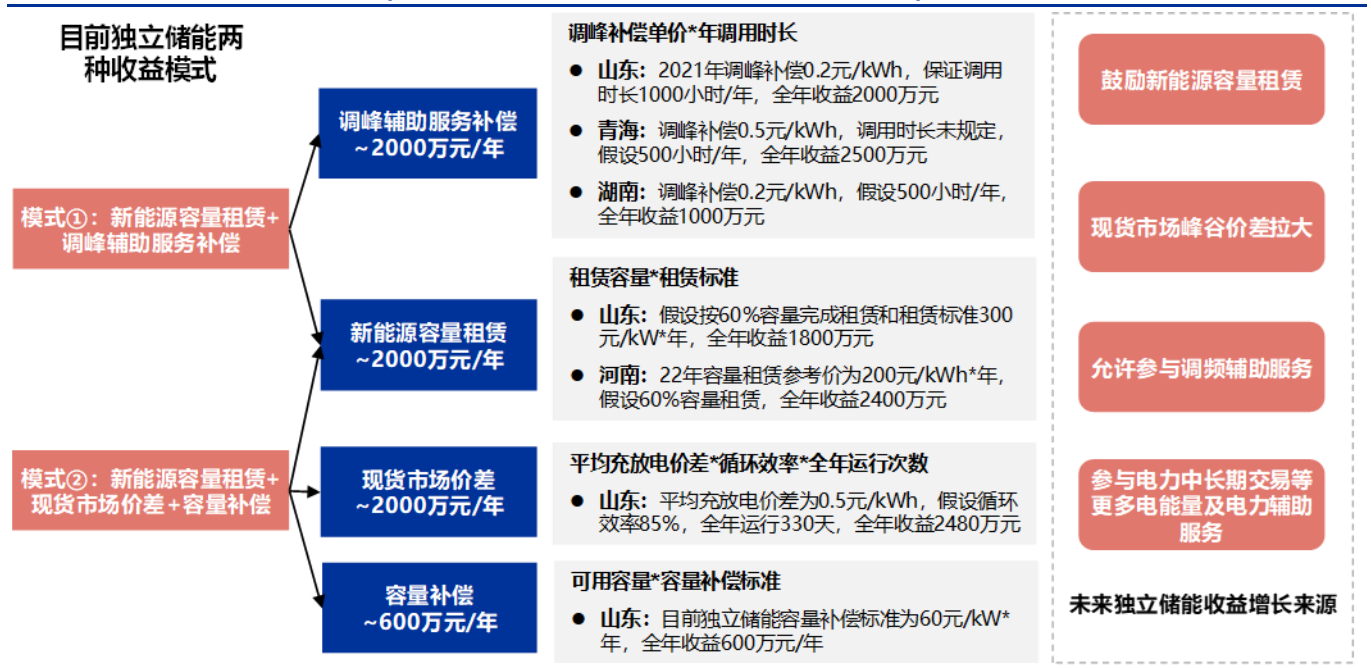 目前独立储能两
种收益模式
模式①：新能源容量租赁+
调峰辅助服务补偿
模式②：新能源容量租赁+
现货市场价差+容量补偿
调峰辅助服务补偿
~2000万元/年
新能源容量租赁
~2000万元/年
现货市场价差
~2000万元/年
容量补偿
~600万元/年
调峰补偿单价*年调用时长
● 山东：2021年调峰补偿0.2元/kWh，保证调用
时长1000小时/年，全年收益2000万元
● 青海：调峰补偿0.5元/kWh，调用时长未规定，
假设500小时/年，全年收益2500万元
● 湖南：调峰补偿0.2元/kWh，假设500小时/年，
全年收益1000万元
租赁容量*租赁标准
● 山东：假设按60%容量完成租赁和租赁标准300
元/kW*年，全年收益1800万元
● 河南：22年容量租赁参考价为200元/kWh*年，
假设60%容量租赁，全年收益2400万元
平均充放电价差*循环效率*全年运行次数
● 山东：平均充放电价差为0.5元/kWh，假设循环
效率85%，全年运行330天，全年收益2480万元
可用容量*容量补偿标准
● 山东：目前独立储能容量补偿标准为60元/kW*
年，全年收益600万元/年
鼓励新能源容量租赁
现货市场峰谷价差拉大
允许参与调频辅助服务
参与电力中长期交易等
更多电能量及电力辅助
服务
未来独立储能收益增长来源